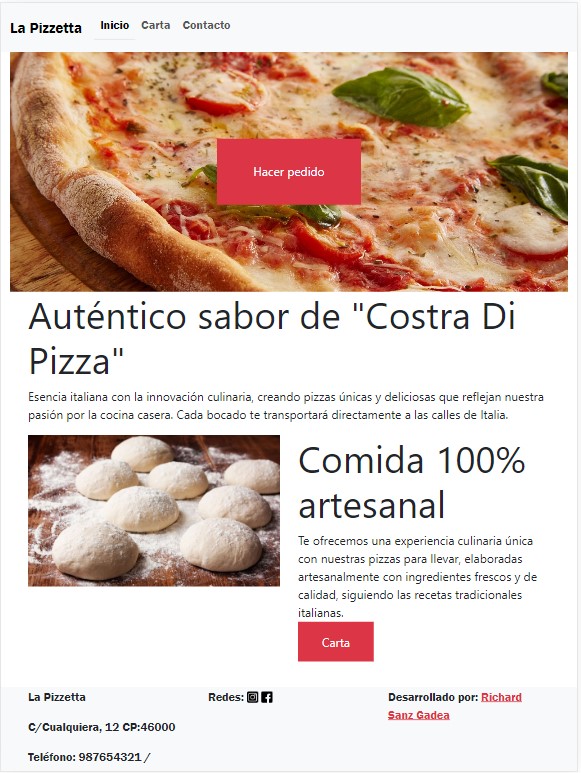 La Pizzetta Inicio Carta Contacto
Hacer pedido
Auténtico sabor de "Costra Di
Pizza"
Esencia italiana con la innovación culinaria, creando pizzas únicas y deliciosas que reflejan nuestra
pasión por la cocina casera. Cada bocado te transportará directamente a las calles de Italia.
Comida 100%
artesanal
Te ofrecemos una experiencia culinaria única
con nuestras pizzas para llevar, elaboradas
artesanalmente con ingredientes frescos y de
calidad, siguiendo las recetas tradicionales
italianas.
Carta
La Pizzetta
C/Cualquiera, 12 CP:46000
Teléfono: 987654321 /
Redes:
Desarrollado por: Richard
Sanz Gadea